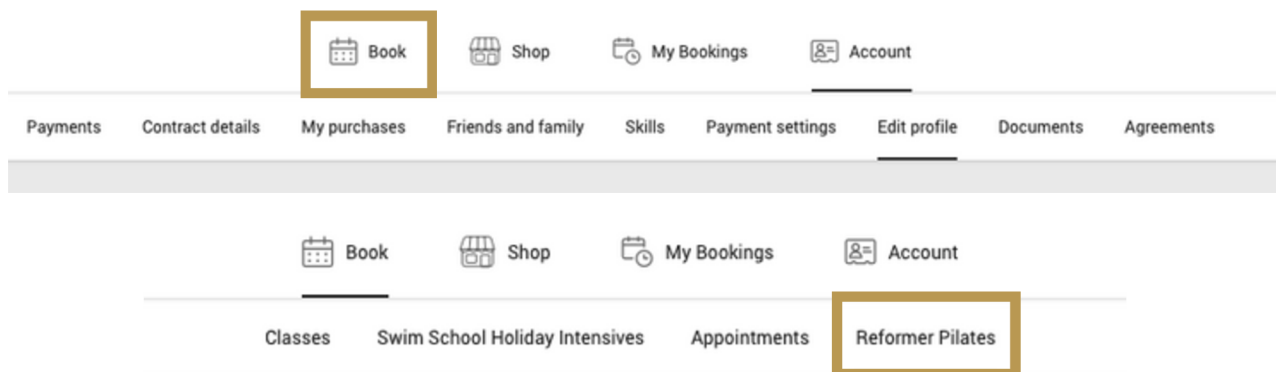 Book Shop My Bookings Account
Payments Contract details My purchases Friends and family Skills Payment settings Edit profile Documents Agreements
Book Shop My Bookings Account
Classes Swim School Holiday Intensives Appointments Reformer Pilates